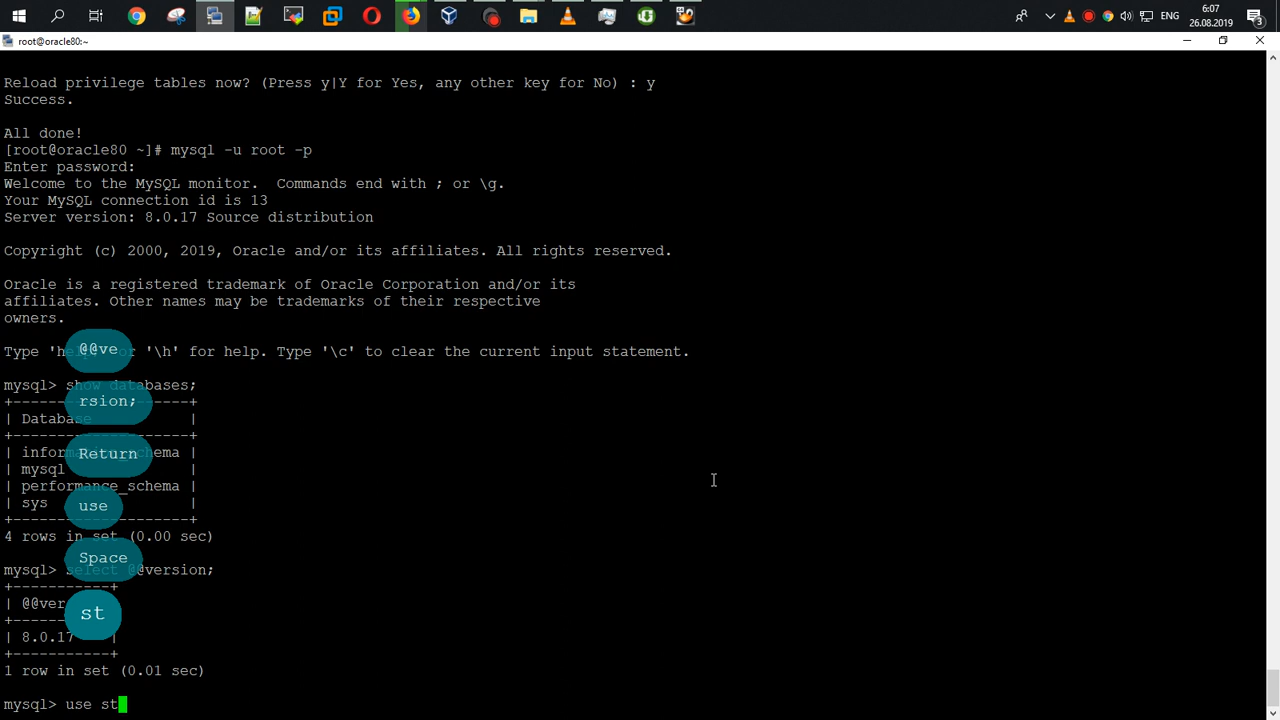 ENG
6:07
26.08.2019
3
root@oracle80:~
Reload privilege tables now? (Press y|Y for Yes, any other key for No) : y
Success.
All done!
[root@oracle80 ~]# mysql -u root -p
Enter password:
Welcome to the MySQL monitor.  Commands end with ; or \g.
Your MySQL connection id is 13
Server version: 8.0.17 Source distribution
Copyright (c) 2000, 2019, Oracle and/or its affiliates. All rights reserved.
Oracle is a registered trademark of Oracle Corporation and/or its
affiliates. Other names may be trademarks of their respective
owners.
Type 'help;' or '\h' for help. Type '\c' to clear the current input statement.
@@ve
mysql> show databases;
+--------------------+
rsion;
| Database           |
+--------------------+
| information_schema |
Return
| mysql              |
| performance_schema |
| sys                |
use
+--------------------+
4 rows in set (0.00 sec)
Space
mysql> select @@version;
+-----------+
| @@version |
st
+-----------+
| 8.0.17    |
+-----------+
1 row in set (0.01 sec)
mysql> use st